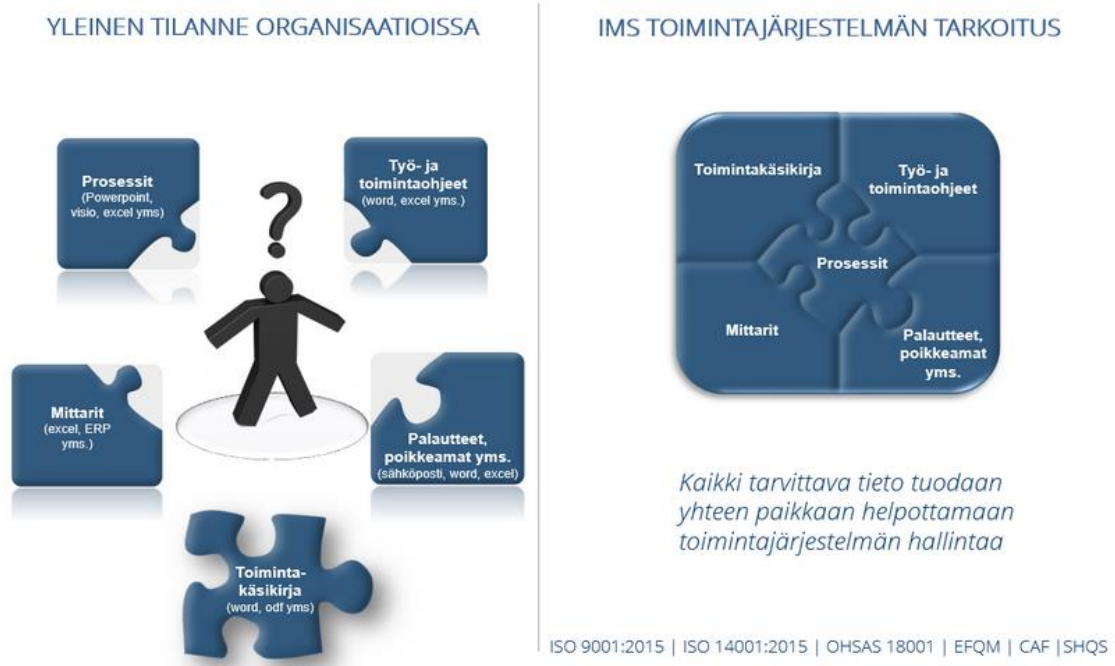 YLEINEN TILANNE ORGANISAATIOISSA
Prosessit
(Powerpoint,
visio, excel yms)
Työ- ja
toimintaohjeet
(word, excel yms.)
?
Mittarit
(excel, ERP
yms.)
Palautteet,
poikkeamat yms.
(sähköposti, word, excel)
Toiminta-
käsikirja
(word, odf yms)
IMS TOIMINTAJÄRJESTELMÄN TARKOITUS
Toimintakäsikirja
Työ- ja
toimintaohjeet
Prosessit
Mittarit
Palautteet,
poikkeamat
yms.
Kaikki tarvittava tieto tuodaan
yhteen paikkaan helpottamaan
toimintajärjestelmän hallintaa
ISO 9001:2015 | ISO 14001:2015 | OHSAS 18001 | EFQM | CAF |SHQS